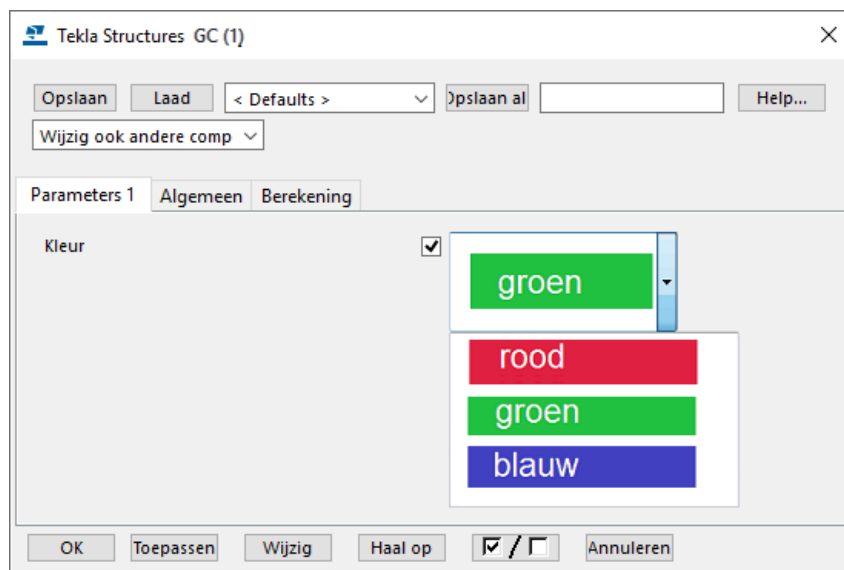 Tekla Structures GC (1)
Opslaan Laad < Defaults > Opslaan al Help...
Wijzig ook andere comp
Parameters 1 Algemeen Berekening
Kleur groen
rood
groen
blauw
OK Toepassen Wijzig Haal op / Annuleren